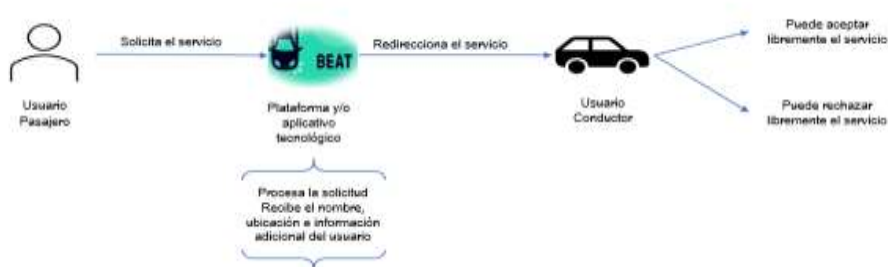 Solicita el servicio
BEAT
Redirecciona el servicio
Puede aceptar
libremente el servicio
Usuario
Pasajero
Plataforma y/o
aplicativo
tecnológico
Usuario
Conductor
Puede rechazar
libremente el servicio
Procesa la solicitud
Recibe el nombre,
ubicación e información
adicional del usuario